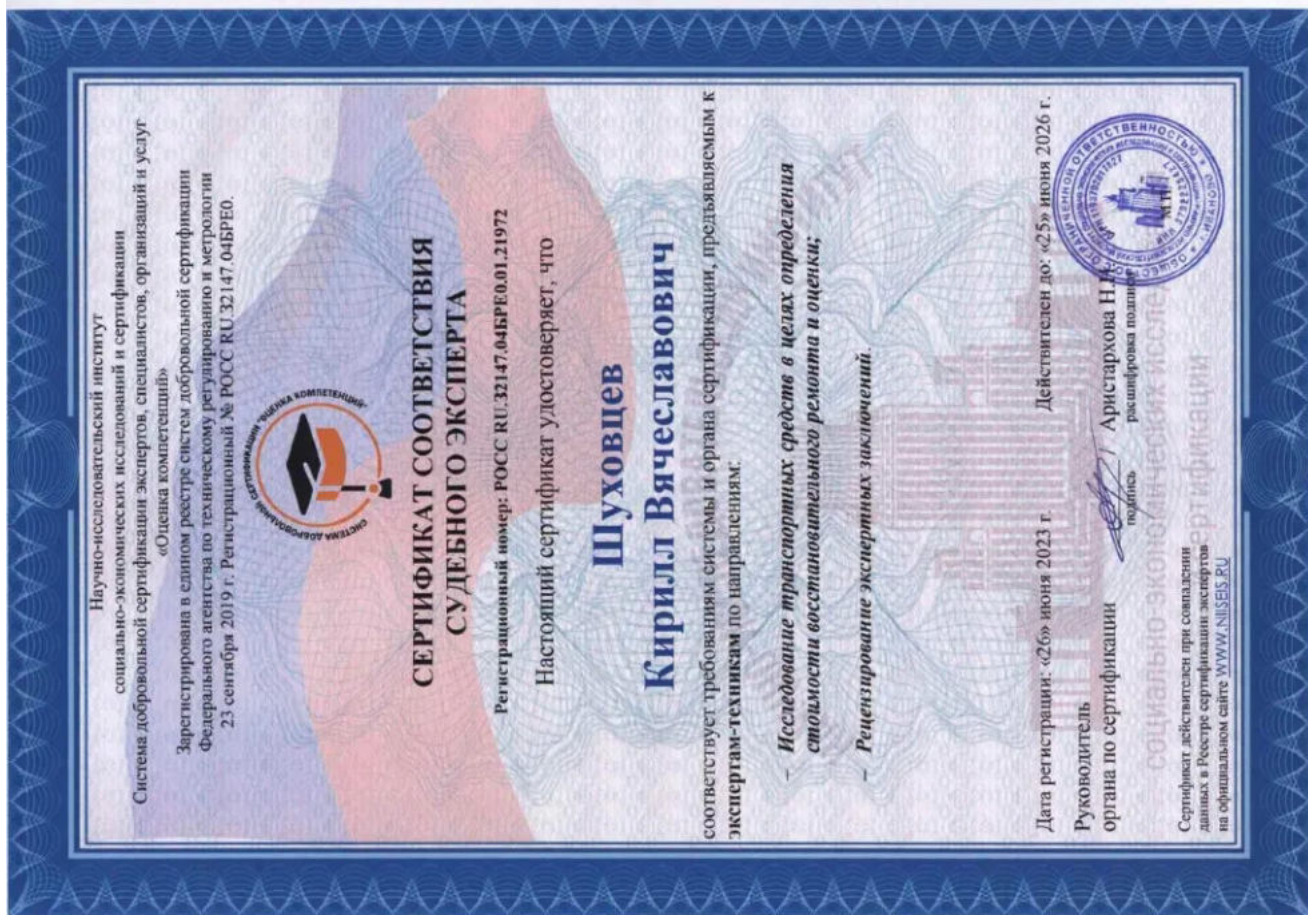 Научно-исследовательский институт
социально-экономических исследований и сертификации
Система добровольной сертификации экспертов, специалистов, организаций и услуг
«Оценка компетенций»
Зарегистрирована в едином реестре систем добровольной сертификации
Федерального агентства по техническому регулированию и метрологии
23 сентября 2019 г. Регистрационный № РОСС RU 32147.04БРЕ0.
СИСТЕМА ДОБРОВОЛЬНОЙ СЕРТИФИКАЦИИ "ОЦЕНКА КОМПЕТЕНЦИЙ"
СЕРТИФИКАТ СООТВЕТСТВИЯ
СУДЕБНОГО ЭКСПЕРТА
Регистрационный номер: РОСС RU.32147.04БРЕ0.01.21972
Настоящий сертификат удостоверяет, что
Шуховцев
Кирилл Вячеславович
соответствует требованиям системы и органа сертификации, предъявляемым к
экспертам-техникам по направлениям:
– Исследование транспортных средств в целях определения
стоимости восстановительного ремонта и оценки;
– Рецензирование экспертных заключений.
Дата регистрации: «26» июня 2023 г. Действителен до: «25» июня 2026 г.
Руководитель
органа по сертификации / Аристархова Н.
подпись расшифровка подписи
М.П.
Сертификат действителен при совпадении
данных в Реестре сертификации экспертов
на официальном сайте WWW.NIISEIS.RU